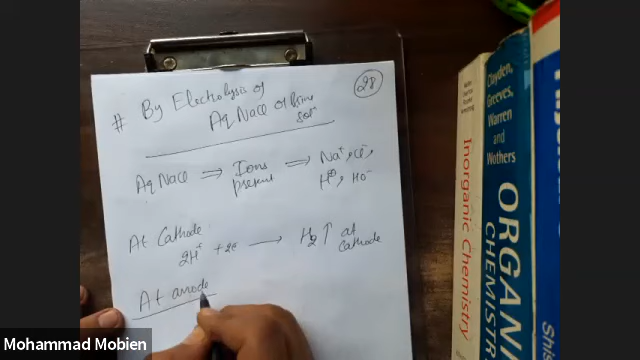 28
# By Electrolysis of
Aq NaCl or Brine
solⁿ
Aq NaCl ⇒ Ions present ⇒ Na⁺, Cl⁻,
H⊕, HO⁻
At Cathode
2H⁺ + 2e⁻ → H₂↑ at cathode
At anode
Inorganic Chemistry
Clayden,
Greeves,
Warren
and
Wothers
ORGANIC
CHEMISTRY
Mohammad Mobien